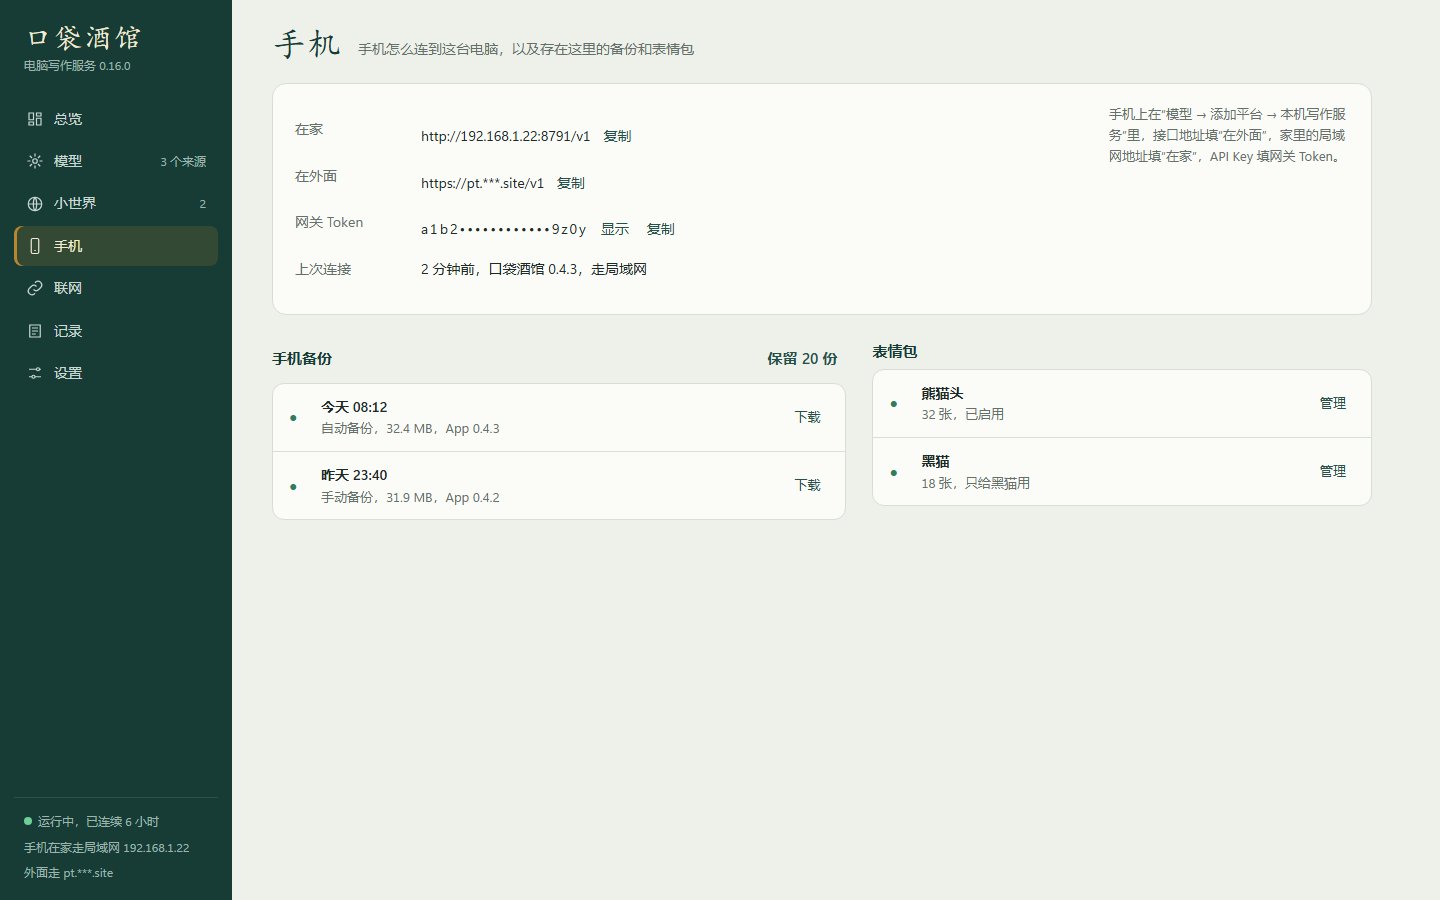 口袋酒馆
电脑写作服务 0.16.0
总览
模型 3 个来源
小世界 2
手机
联网
记录
设置
运行中，已连续 6 小时
手机在家走局域网 192.168.1.22
外面走 pt.***.site
手机 手机怎么连到这台电脑，以及存在这里的备份和表情包
在家 http://192.168.1.22:8791/v1 复制
在外面 https://pt.***.site/v1 复制
网关 Token a1b2••••••••••••9z0y 显示 复制
上次连接 2 分钟前，口袋酒馆 0.4.3，走局域网
手机上在“模型 → 添加平台 → 本机写作服
务”里，接口地址填“在外面”，家里的局域
网地址填“在家”，API Key 填网关 Token。
手机备份 保留 20 份
今天 08:12
自动备份，32.4 MB，App 0.4.3
下载
昨天 23:40
手动备份，31.9 MB，App 0.4.2
下载
表情包
熊猫头
32 张，已启用
管理
黑猫
18 张，只给黑猫用
管理